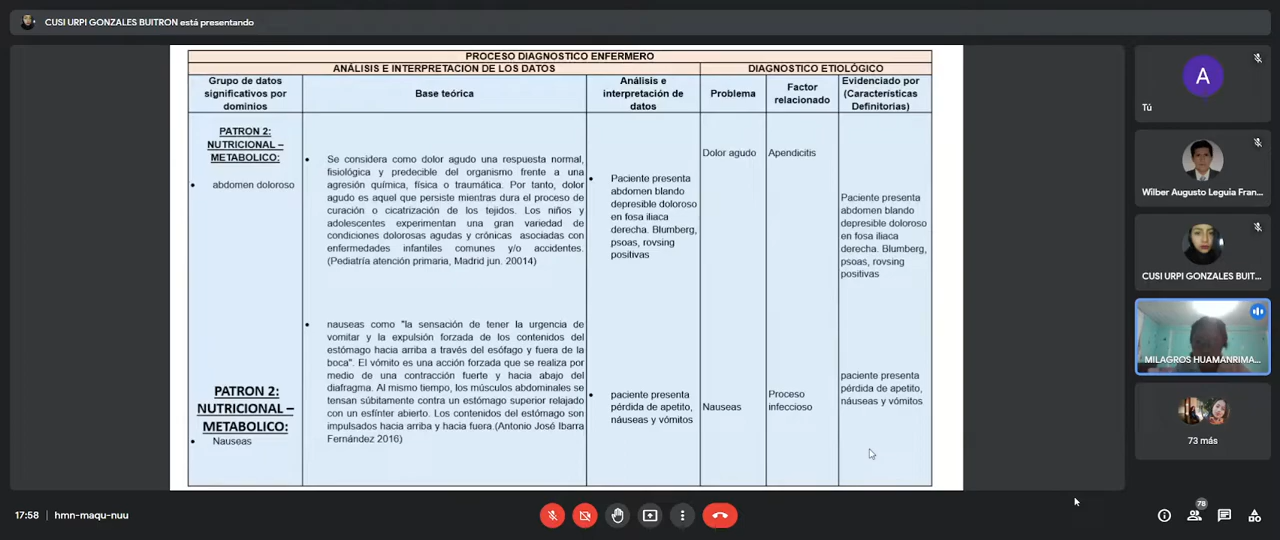 CUSI URPI GONZALES BUITRON está presentando
PROCESO DIAGNOSTICO ENFERMERO
ANÁLISIS E INTERPRETACION DE LOS DATOS
DIAGNOSTICO ETIOLÓGICO
Grupo de datos
significativos por
dominios
Base teórica
Análisis e
interpretación de
datos
Problema
Factor
relacionado
Evidenciado por
(Características
Definitorias)
PATRON 2:
NUTRICIONAL –
METABOLICO:
• abdomen doloroso
• Se considera como dolor agudo una respuesta normal,
fisiológica y predecible del organismo frente a una
agresión química, física o traumática. Por tanto, dolor
agudo es aquel que persiste mientras dura el proceso de
curación o cicatrización de los tejidos. Los niños y
adolescentes experimentan una gran variedad de
condiciones dolorosas agudas y crónicas asociadas con
enfermedades infantiles comunes y/o accidentes.
(Pediatría atención primaria, Madrid jun. 20014)
• Paciente presenta
abdomen blando
depresible doloroso
en fosa iliaca
derecha. Blumberg,
psoas, rovsing
positivas
Dolor agudo
Apendicitis
Paciente presenta
abdomen blando
depresible doloroso
en fosa iliaca
derecha. Blumberg,
psoas, rovsing
positivas
PATRON 2:
NUTRICIONAL –
METABOLICO:
• Nauseas
• nauseas como "la sensación de tener la urgencia de
vomitar y la expulsión forzada de los contenidos del
estómago hacia arriba a través del esófago y fuera de la
boca". El vómito es una acción forzada que se realiza por
medio de una contracción fuerte y hacia abajo del
diafragma. Al mismo tiempo, los músculos abdominales se
tensan súbitamente contra un estómago superior relajado
con un esfínter abierto. Los contenidos del estómago son
impulsados hacia arriba y hacia fuera.(Antonio José Ibarra
Fernández 2016)
• paciente presenta
pérdida de apetito,
náuseas y vómitos
Nauseas
Proceso
infeccioso
paciente presenta
pérdida de apetito,
náuseas y vómitos
A
Tú
Wilber Augusto Leguia Fran...
CUSI URPI GONZALES BUIT...
MILAGROS HUAMANRIMA...
73 más
17:58 hmn-maqu-nuu
78